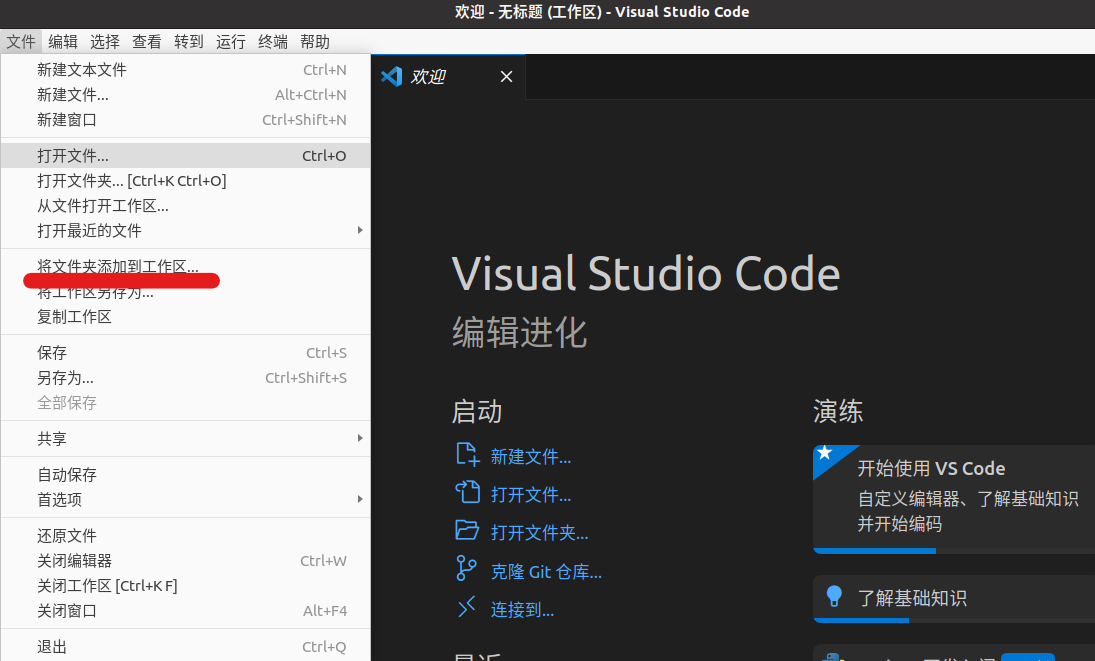 欢迎 - 无标题 (工作区) - Visual Studio Code
文件 编辑 选择 查看 转到 运行 终端 帮助
新建文本文件 Ctrl+N
新建文件... Alt+Ctrl+N
新建窗口 Ctrl+Shift+N
打开文件... Ctrl+O
打开文件夹... [Ctrl+K Ctrl+O]
从文件打开工作区...
打开最近的文件
将文件夹添加到工作区...
将工作区另存为...
复制工作区
保存 Ctrl+S
另存为... Ctrl+Shift+S
全部保存
共享
自动保存
首选项
还原文件
关闭编辑器 Ctrl+W
关闭工作区 [Ctrl+K F]
关闭窗口 Alt+F4
退出 Ctrl+Q
欢迎
Visual Studio Code
编辑进化
启动
新建文件...
打开文件...
打开文件夹...
克隆 Git 仓库...
连接到...
最近
演练
开始使用 VS Code
自定义编辑器、了解基础知识
并开始编码
了解基础知识